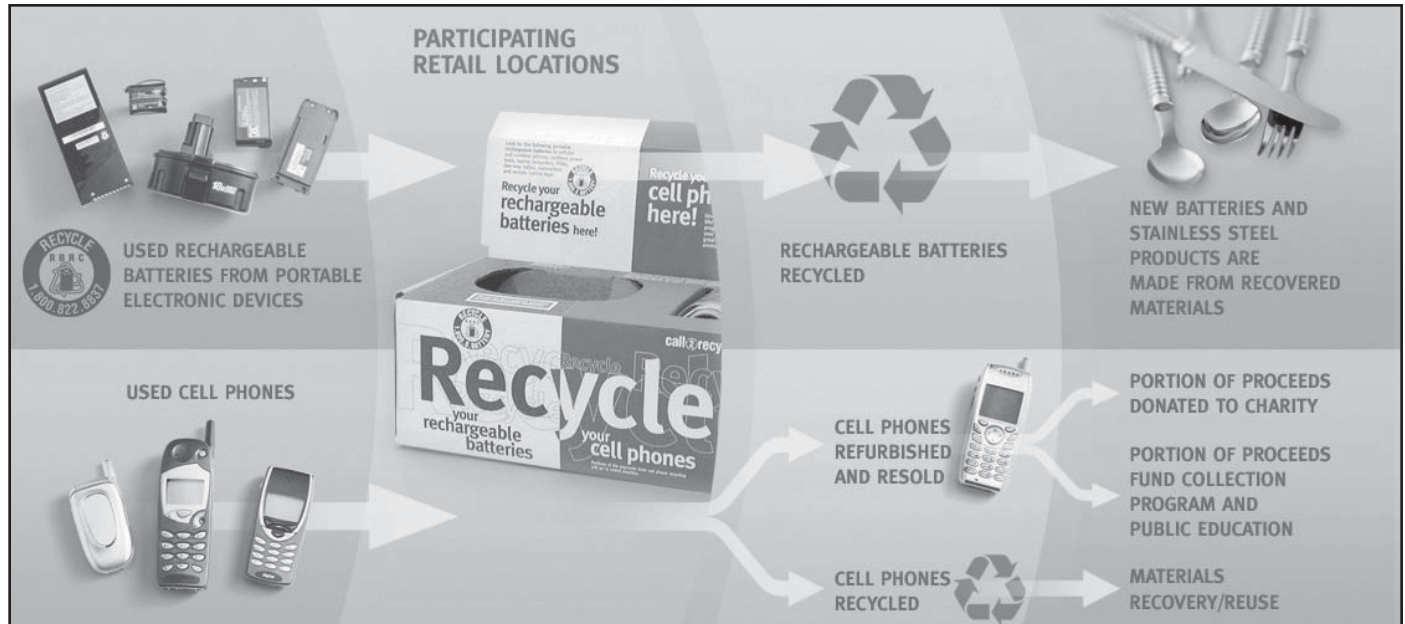 PARTICIPATING
RETAIL LOCATIONS
RECYCLE
RBRC
1.800.822.8837
USED RECHARGEABLE
BATTERIES FROM PORTABLE
ELECTRONIC DEVICES
Recycle your
rechargeable
batteries here!
Recycle you
cell ph
here!
RECHARGEABLE BATTERIES
RECYCLED
NEW BATTERIES AND
STAINLESS STEEL
PRODUCTS ARE
MADE FROM RECOVERED
MATERIALS
USED CELL PHONES
call2recy
Recycle
your
rechargeable
batteries
your
cell phones
CELL PHONES
REFURBISHED
AND RESOLD
PORTION OF PROCEEDS
DONATED TO CHARITY
PORTION OF PROCEEDS
FUND COLLECTION
PROGRAM AND
PUBLIC EDUCATION
CELL PHONES
RECYCLED
MATERIALS
RECOVERY/REUSE